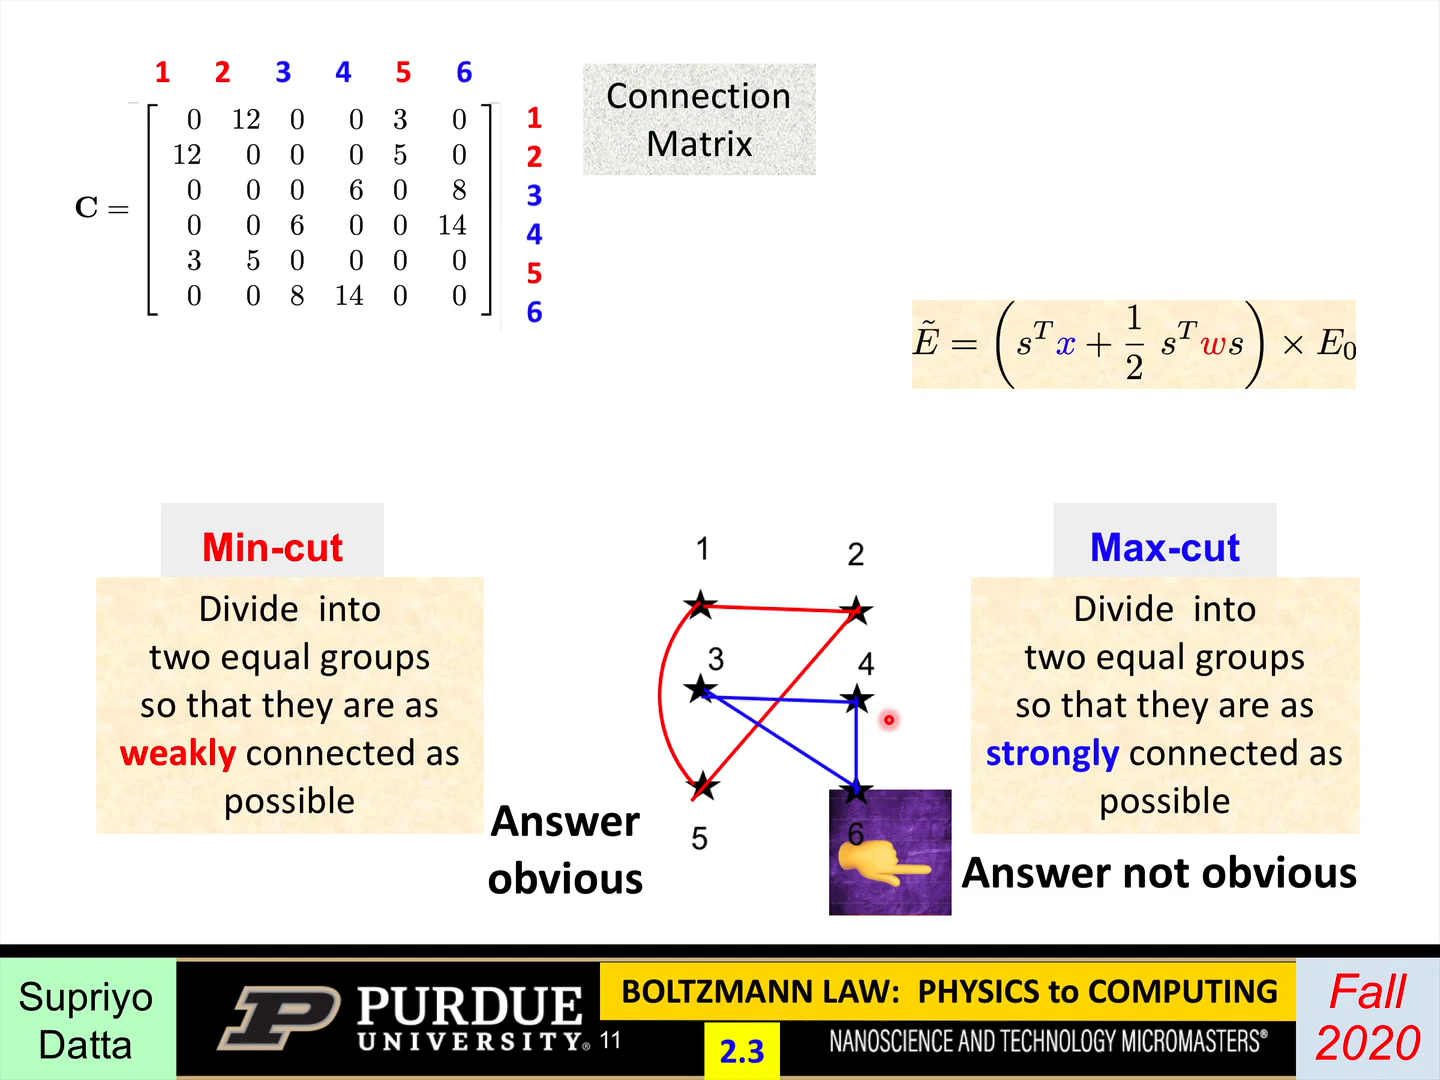 1 2 3 4 5 6
Connection
Matrix
C =
0 12 0 0 3 0
12 0 0 0 5 0
0 0 0 6 0 8
0 0 6 0 0 14
3 5 0 0 0 0
0 0 8 14 0 0
1
2
3
4
5
6
Ẽ = (sᵀx + 1/2 sᵀws) × E₀
Min-cut
Divide into
two equal groups
so that they are as
weakly connected as
possible
Answer
obvious
1 2
3 4
5 6
Max-cut
Divide into
two equal groups
so that they are as
strongly connected as
possible
Answer not obvious
Supriyo
Datta
PURDUE
UNIVERSITY®
11
BOLTZMANN LAW: PHYSICS to COMPUTING
2.3
NANOSCIENCE AND TECHNOLOGY MICROMASTERS®
Fall
2020